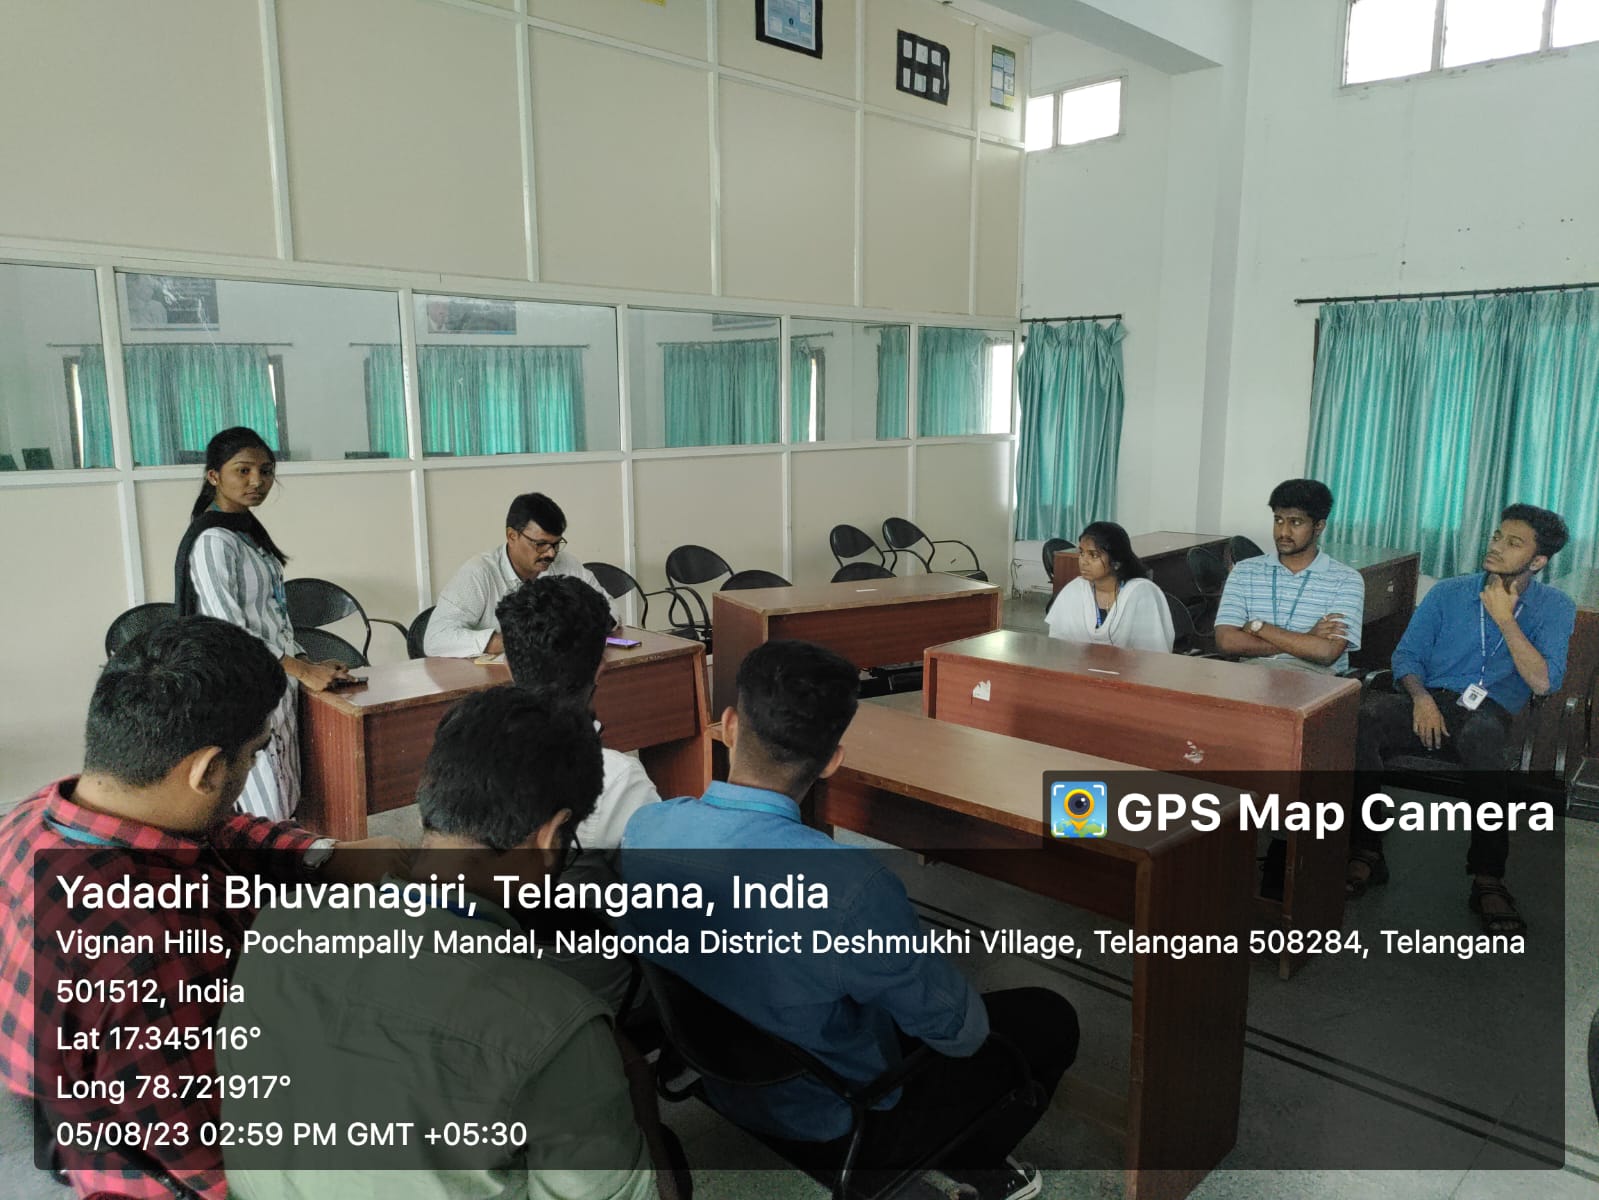 GPS Map Camera
Yadadri Bhuvanagiri, Telangana, India
Vignan Hills, Pochampally Mandal, Nalgonda District Deshmukhi Village, Telangana 508284, Telangana
501512, India
Lat 17.345116°
Long 78.721917°
05/08/23 02:59 PM GMT +05:30